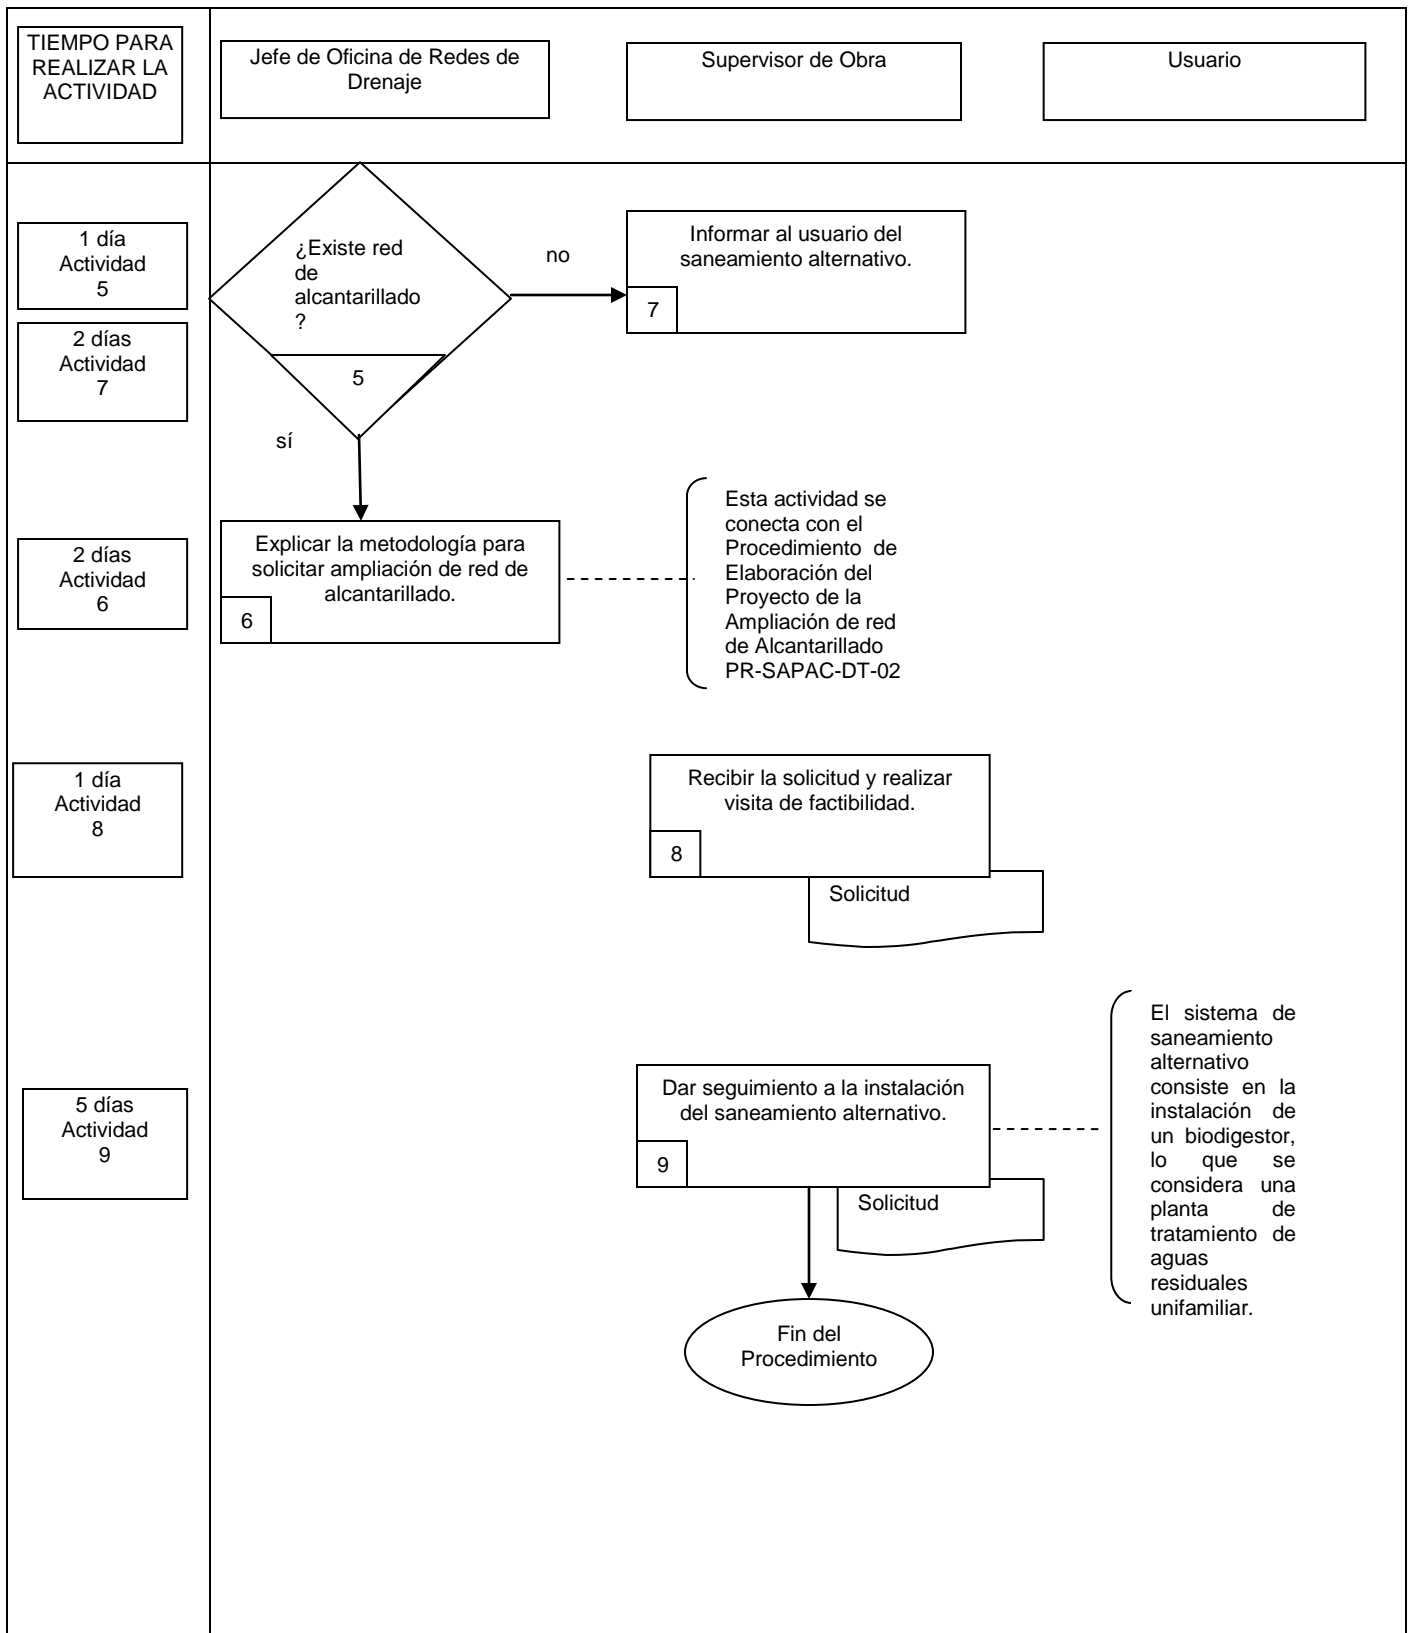 TIEMPO PARA
REALIZAR LA
ACTIVIDAD
Jefe de Oficina de Redes de
Drenaje
Supervisor de Obra
Usuario
1 día
Actividad
5
2 días
Actividad
7
¿Existe red
de
alcantarillado
?
5
no
sí
Informar al usuario del
saneamiento alternativo.
7
2 días
Actividad
6
Explicar la metodología para
solicitar ampliación de red de
alcantarillado.
6
Esta actividad se
conecta con el
Procedimiento de
Elaboración del
Proyecto de la
Ampliación de red
de Alcantarillado
PR-SAPAC-DT-02
1 día
Actividad
8
Recibir la solicitud y realizar
visita de factibilidad.
8
Solicitud
5 días
Actividad
9
Dar seguimiento a la instalación
del saneamiento alternativo.
9
Solicitud
El sistema de
saneamiento
alternativo
consiste en la
instalación de
un biodigestor,
lo que se
considera una
planta de
tratamiento de
aguas
residuales
unifamiliar.
Fin del
Procedimiento